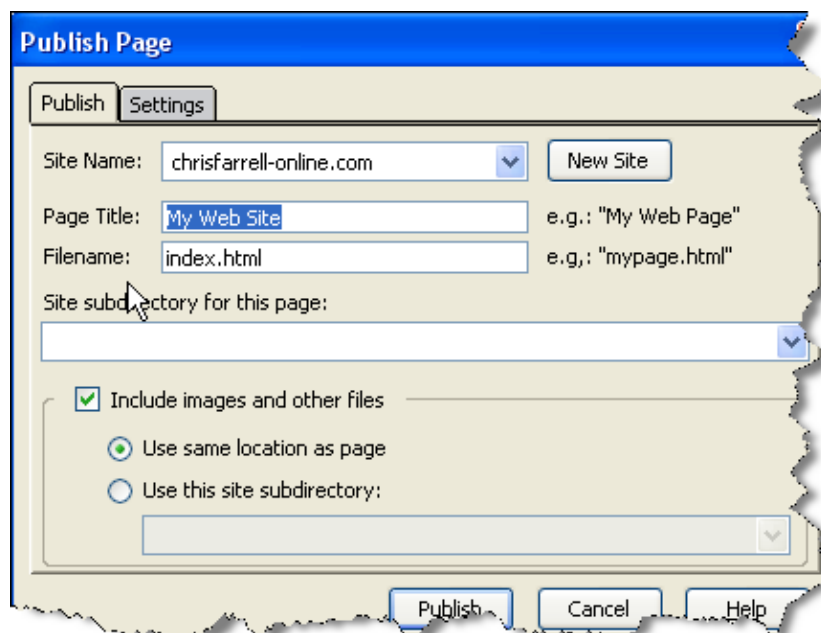 Publish Page
Publish Settings
Site Name: chrisfarrell-online.com New Site
Page Title: My Web Site e.g.: "My Web Page"
Filename: index.html e.g,: "mypage.html"
Site subdirectory for this page:
Include images and other files
Use same location as page
Use this site subdirectory:
Publish Cancel Help